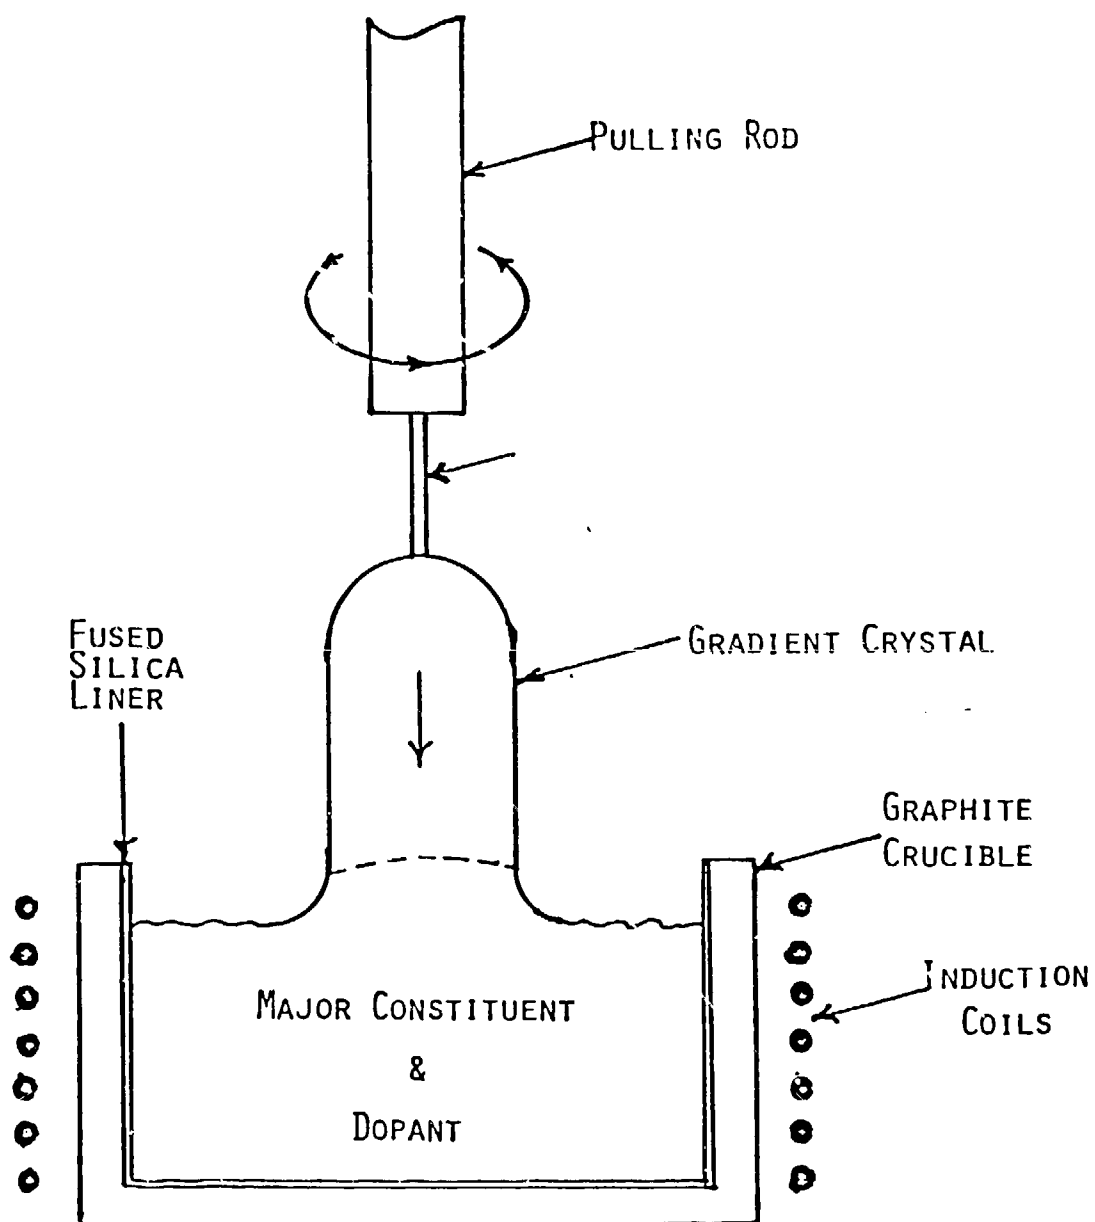 PULLING ROD
FUSED
SILICA
LINER
GRADIENT CRYSTAL
GRAPHITE
CRUCIBLE
INDUCTION
COILS
MAJOR CONSTITUENT
&
DOPANT